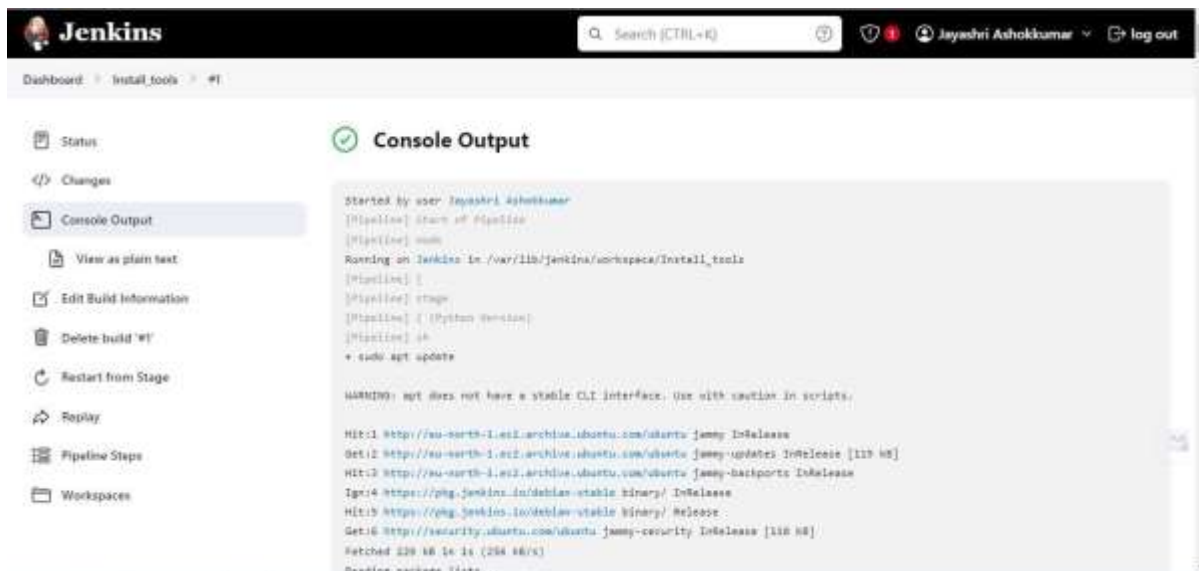 Jenkins
Search (CTRL+K)
1
Jayashri Ashokkumar
log out
Dashboard
Install_tools
#1
Status
Changes
Console Output
View as plain text
Edit Build Information
Delete build '#1'
Restart from Stage
Replay
Pipeline Steps
Workspaces
Console Output
Started by user Jayashri Ashokkumar
[Pipeline] Start of Pipeline
[Pipeline] node
Running on Jenkins in /var/lib/jenkins/workspace/Install_tools
[Pipeline] {
[Pipeline] stage
[Pipeline] { (Python Version)
[Pipeline] sh
+ sudo apt update
WARNING: apt does not have a stable CLI interface. Use with caution in scripts.
Hit:1 http://eu-north-1.ec2.archive.ubuntu.com/ubuntu jammy InRelease
Get:2 http://eu-north-1.ec2.archive.ubuntu.com/ubuntu jammy-updates InRelease [119 kB]
Hit:3 http://eu-north-1.ec2.archive.ubuntu.com/ubuntu jammy-backports InRelease
Ign:4 https://pkg.jenkins.io/debian-stable binary/ InRelease
Hit:5 https://pkg.jenkins.io/debian-stable binary/ Release
Get:6 http://security.ubuntu.com/ubuntu jammy-security InRelease [110 kB]
Fetched 229 kB in 1s (256 kB/s)
Reading package lists...